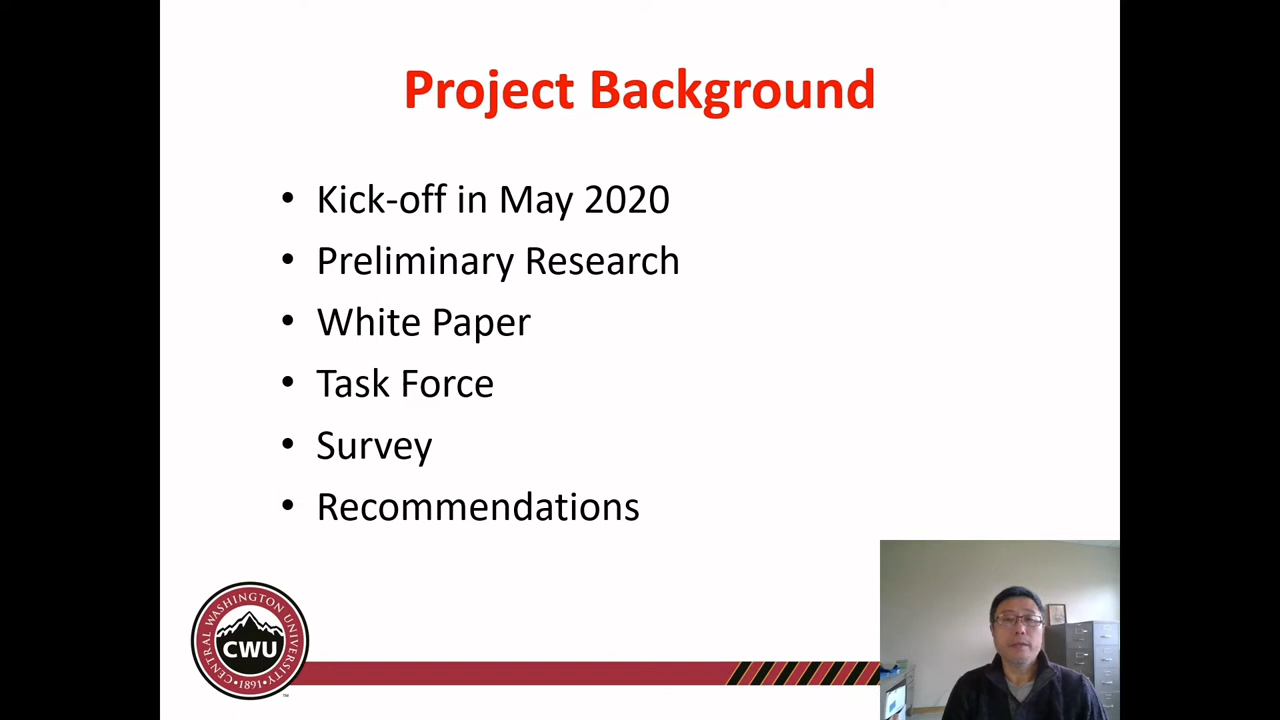 Project Background
• Kick-off in May 2020
• Preliminary Research
• White Paper
• Task Force
• Survey
• Recommendations
CENTRAL WASHINGTON UNIVERSITY
CWU
•1891•
™